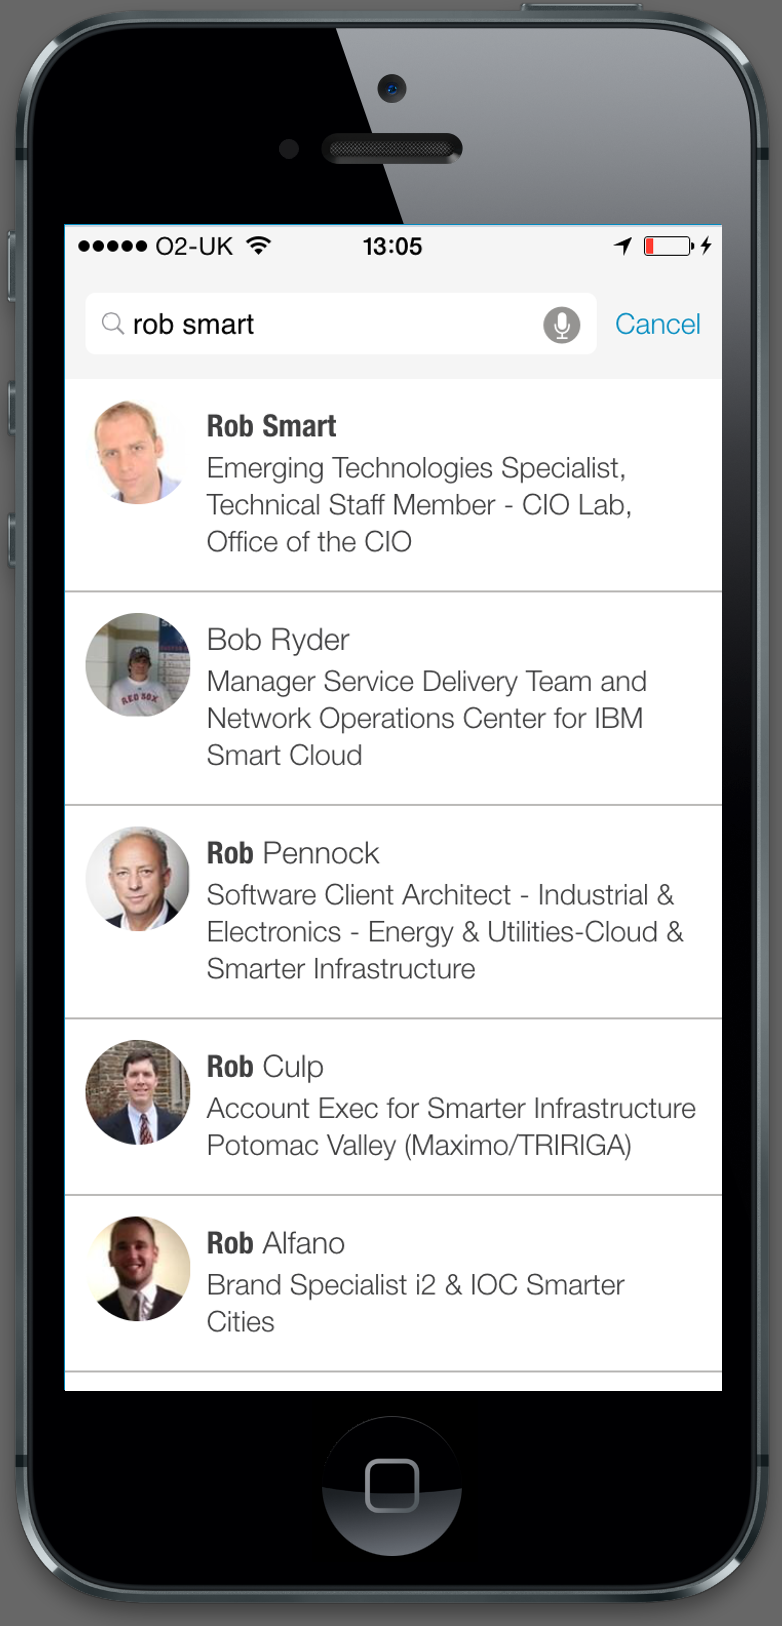 O2-UK 13:05
rob smart Cancel
Rob Smart
Emerging Technologies Specialist,
Technical Staff Member - CIO Lab,
Office of the CIO
Bob Ryder
Manager Service Delivery Team and
Network Operations Center for IBM
Smart Cloud
RED SOX
Rob Pennock
Software Client Architect - Industrial &
Electronics - Energy & Utilities-Cloud &
Smarter Infrastructure
Rob Culp
Account Exec for Smarter Infrastructure
Potomac Valley (Maximo/TRIRIGA)
Rob Alfano
Brand Specialist i2 & IOC Smarter
Cities